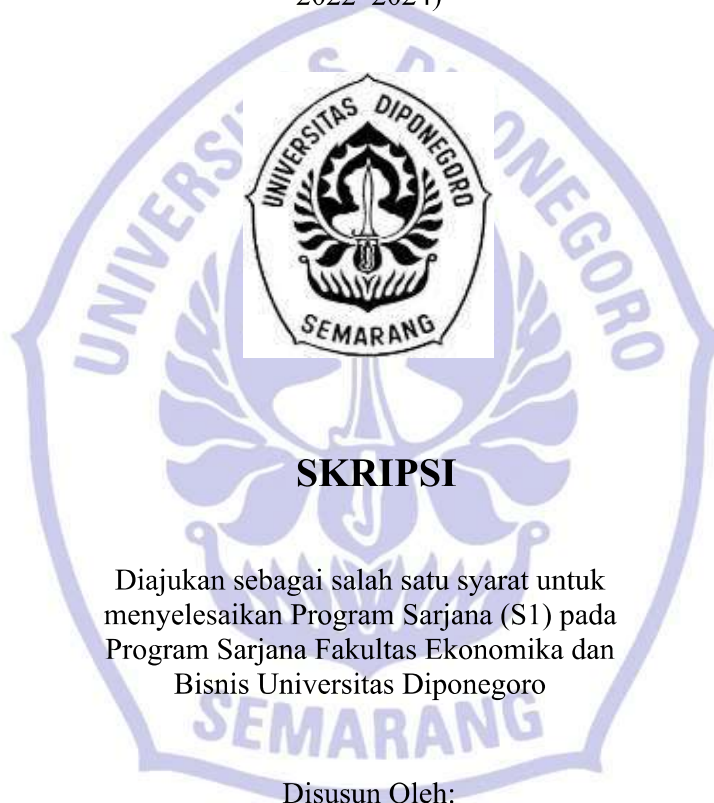 2022–2024)
UNIVERSITAS DIPONEGORO
SEMARANG
SKRIPSI
Diajukan sebagai salah satu syarat untuk
menyelesaikan Program Sarjana (S1) pada
Program Sarjana Fakultas Ekonomika dan
Bisnis Universitas Diponegoro
SEMARANG
Disusun Oleh: